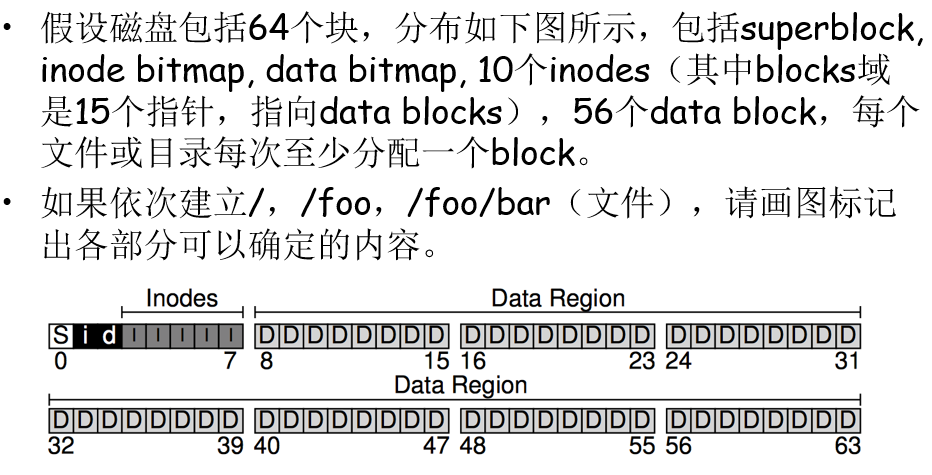 • 假设磁盘包括64个块，分布如下图所示，包括superblock,
inode bitmap, data bitmap, 10个inodes（其中blocks域
是15个指针，指向data blocks），56个data block，每个
文件或目录每次至少分配一个block。
• 如果依次建立/，/foo，/foo/bar（文件），请画图标记
出各部分可以确定的内容。
Inodes Data Region
S i d I I I I I D D D D D D D D D D D D D D D D D D D D D D D D
0 7 8 15 16 23 24 31
Data Region
D D D D D D D D D D D D D D D D D D D D D D D D D D D D D D D D
32 39 40 47 48 55 56 63